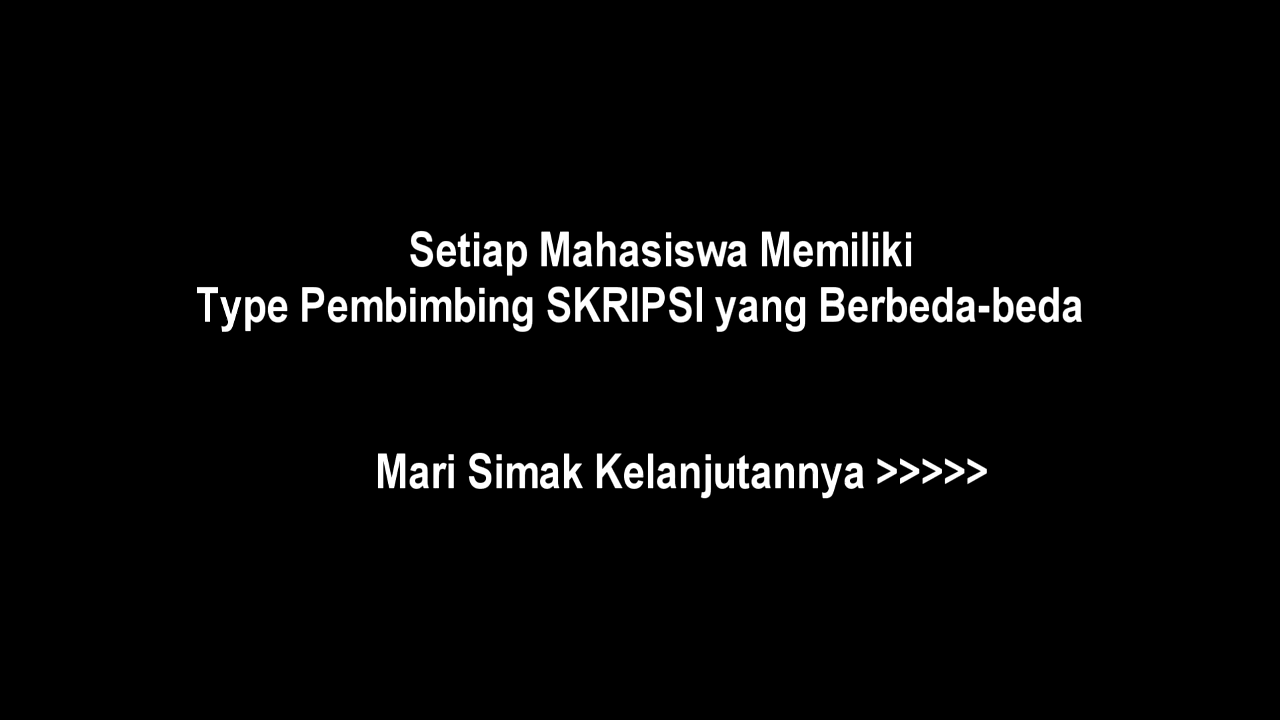 Setiap Mahasiswa Memiliki
Type Pembimbing SKRIPSI yang Berbeda-beda
Mari Simak Kelanjutannya >>>>>